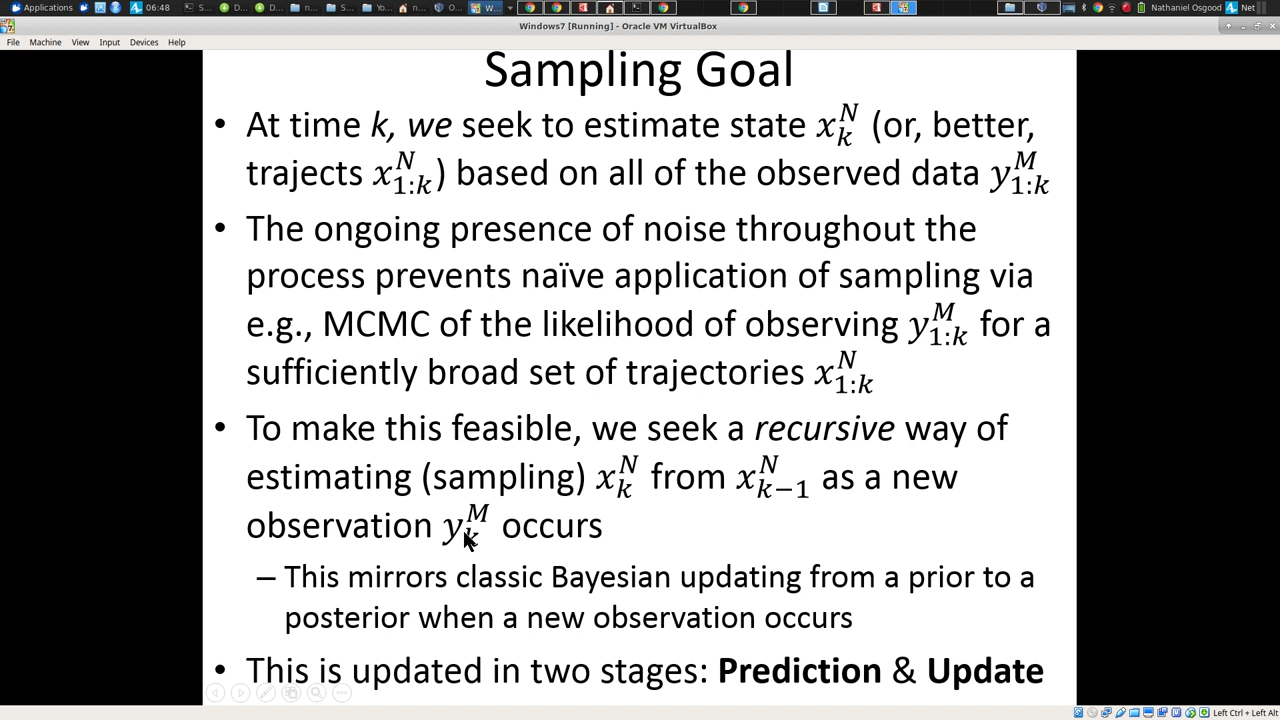 Applications 06:48 S... D... D... n... S... Yo... n... O... W... Nathaniel Osgood Net
Windows7 [Running] - Oracle VM VirtualBox
File Machine View Input Devices Help
Sampling Goal
• At time k, we seek to estimate state x_k^N (or, better,
trajects x_{1:k}^N) based on all of the observed data y_{1:k}^M
• The ongoing presence of noise throughout the
process prevents naïve application of sampling via
e.g., MCMC of the likelihood of observing y_{1:k}^M for a
sufficiently broad set of trajectories x_{1:k}^N
• To make this feasible, we seek a recursive way of
estimating (sampling) x_k^N from x_{k−1}^N as a new
observation y_k^M occurs
– This mirrors classic Bayesian updating from a prior to a
posterior when a new observation occurs
• This is updated in two stages: Prediction & Update
Left Ctrl + Left Alt